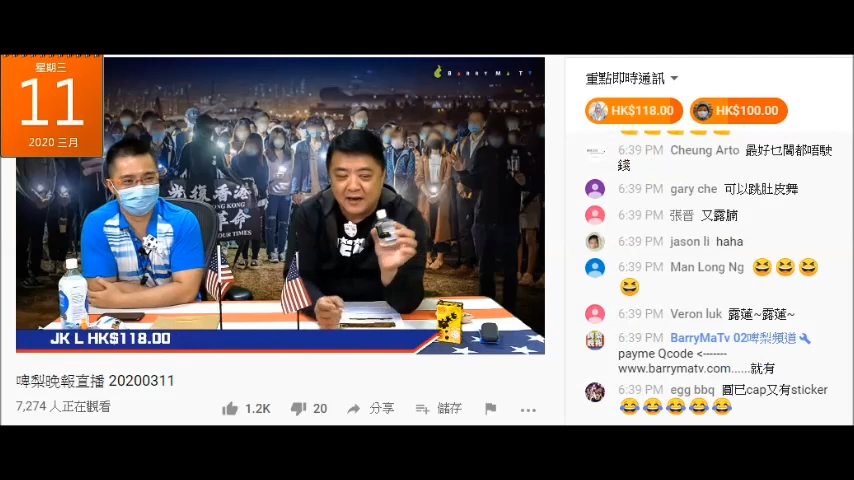 星期三
11
2020 三月
BARRY MA TV
光復香港
HONG KONG
革命
OUR TIMES
JK L HK$118.00
啤梨晚報直播 20200311
7,274 人正在觀看
1.2K
20
分享
儲存
重點即時通訊
HK$118.00
HK$100.00
6:39 PM Cheung Arto 最好乜閪都唔駛
錢
6:39 PM gary che 可以跳肚皮舞
6:39 PM 張晉 又露腩
6:39 PM jason li haha
6:39 PM Man Long Ng 😆😆😆
😆
6:39 PM Veron luk 露蓮~露蓮~
6:39 PM BarryMaTv 02啤梨頻道
payme Qcode <-------
www.barrymatv.com......就有
6:39 PM egg bbq 圓已cap又有sticker
😂😂😂😂😂